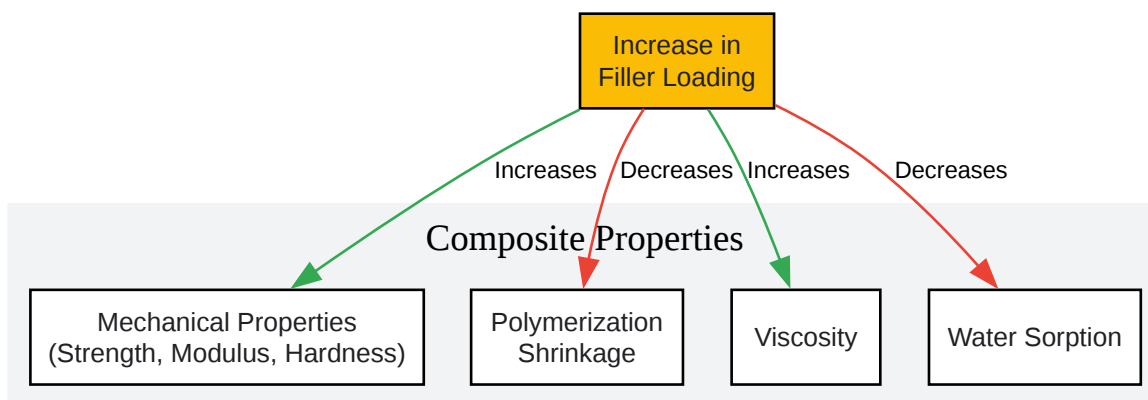 Increase in
Filler Loading
Increases
Decreases
Increases
Decreases
Composite Properties
Mechanical Properties
(Strength, Modulus, Hardness)
Polymerization
Shrinkage
Viscosity
Water Sorption